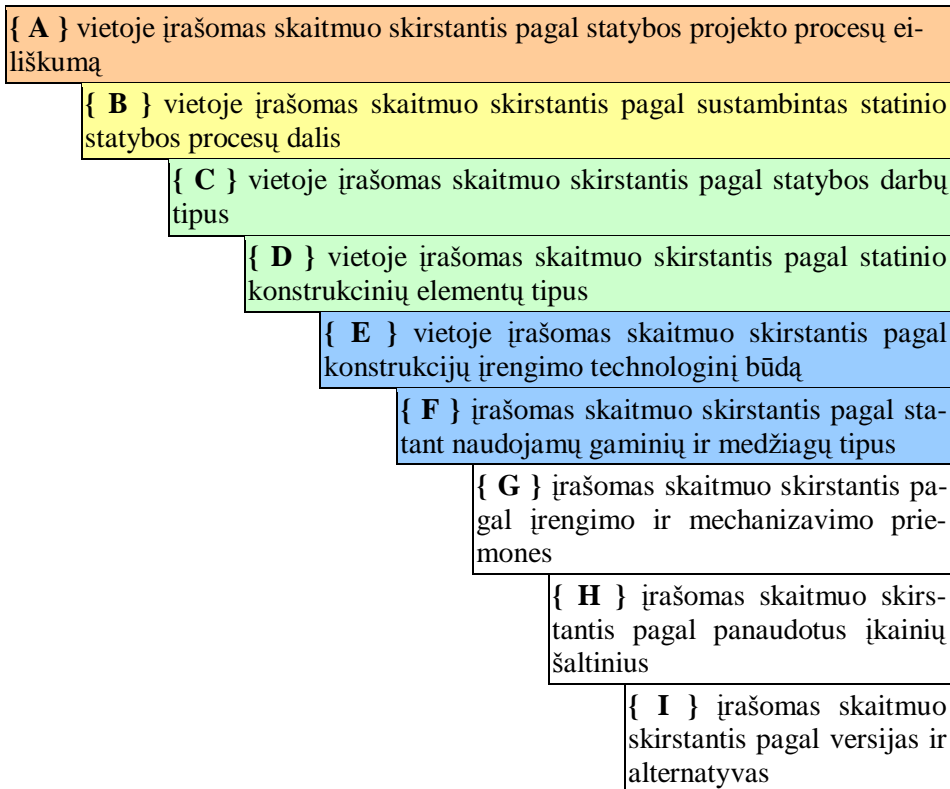 { A } vietoje įrašomas skaitmuo skirstantis pagal statybos projekto procesų ei-
liškumą
{ B } vietoje įrašomas skaitmuo skirstantis pagal sustambintas statinio
statybos procesų dalis
{ C } vietoje įrašomas skaitmuo skirstantis pagal statybos darbų
tipus
{ D } vietoje įrašomas skaitmuo skirstantis pagal statinio
konstrukcinių elementų tipus
{ E } vietoje įrašomas skaitmuo skirstantis pagal
konstrukcijų įrengimo technologinį būdą
{ F } įrašomas skaitmuo skirstantis pagal sta-
tant naudojamų gaminių ir medžiagų tipus
{ G } įrašomas skaitmuo skirstantis pa-
gal įrengimo ir mechanizavimo prie-
mones
{ H } įrašomas skaitmuo skirs-
tantis pagal panaudotus įkainių
šaltinius
{ I } įrašomas skaitmuo
skirstantis pagal versijas ir
alternatyvas